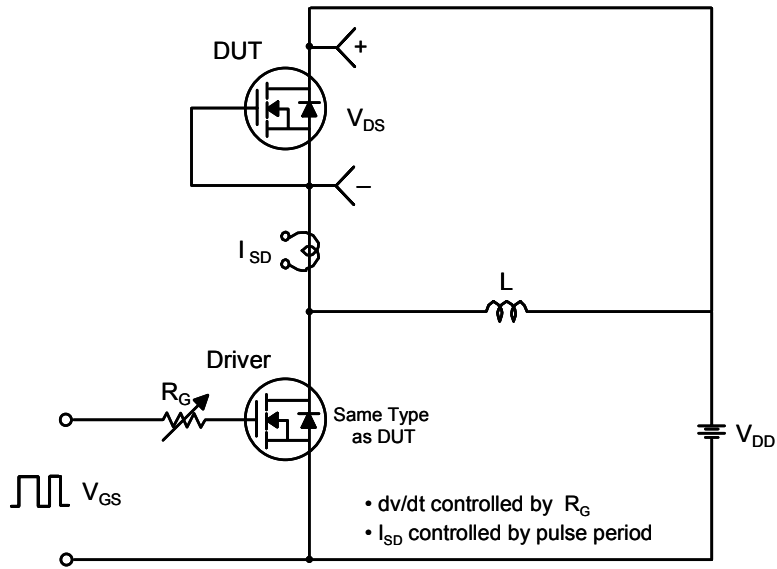 DUT
+
V_DS
–
I_SD
L
Driver
R_G
Same Type
as DUT
V_DD
V_GS
• dv/dt controlled by R_G
• I_SD controlled by pulse period